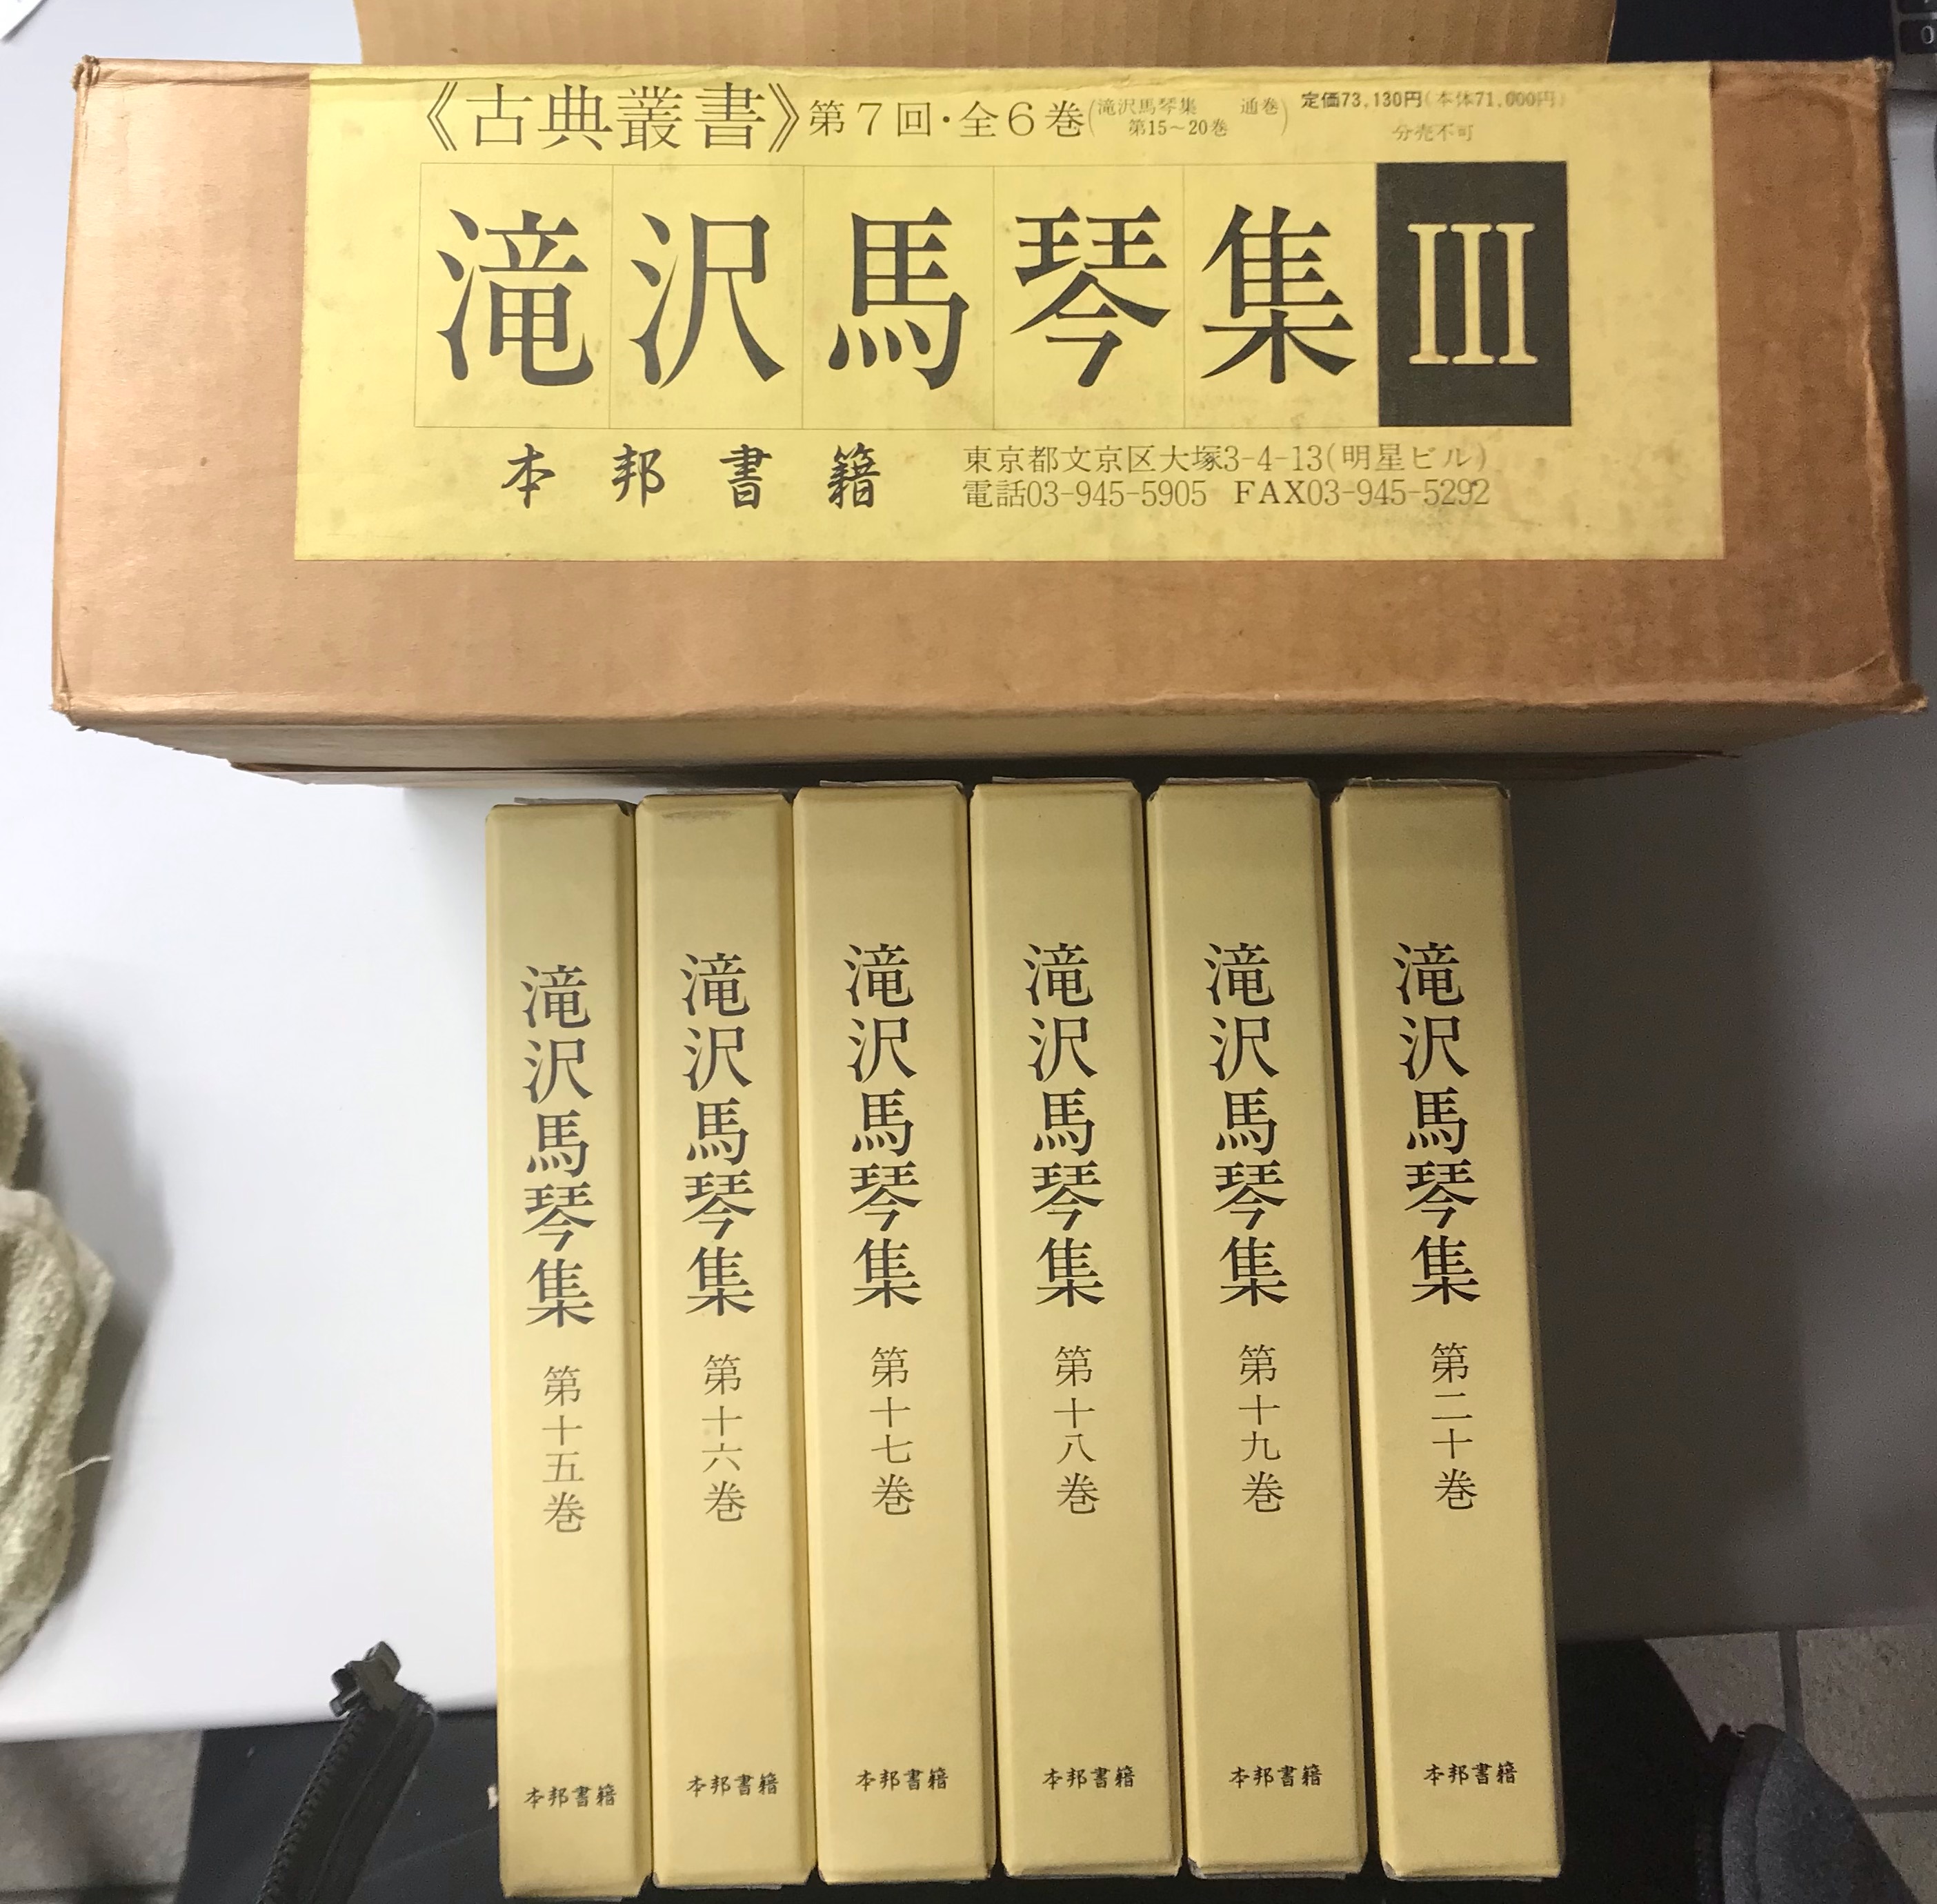 《古典叢書》第7回・全6巻(滝沢馬琴集 通巻
第15～20巻)
定価73,130円(本体71,000円)
分売不可
滝沢馬琴集 III
本邦書籍
東京都文京区大塚3-4-13(明星ビル)
電話03-945-5905 FAX03-945-5292
滝沢馬琴集 第十五巻
本邦書籍
滝沢馬琴集 第十六巻
本邦書籍
滝沢馬琴集 第十七巻
本邦書籍
滝沢馬琴集 第十八巻
本邦書籍
滝沢馬琴集 第十九巻
本邦書籍
滝沢馬琴集 第二十巻
本邦書籍